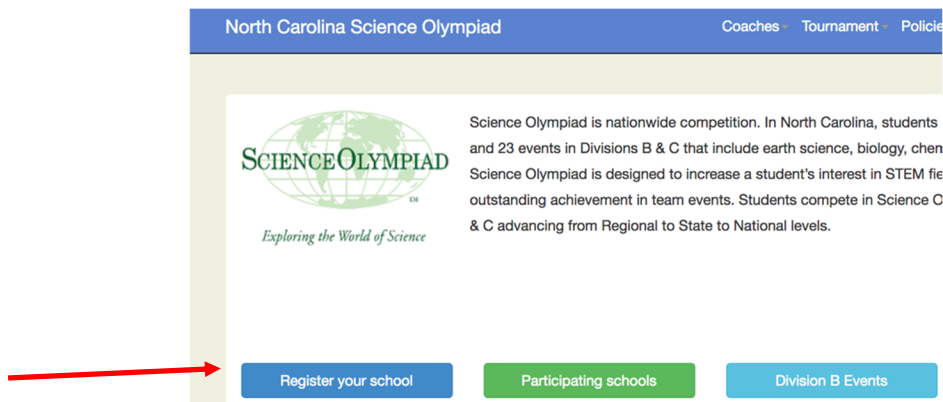 North Carolina Science Olympiad
Coaches Tournament Policie
SCIENCE OLYMPIAD
Exploring the World of Science
Science Olympiad is nationwide competition. In North Carolina, students
and 23 events in Divisions B & C that include earth science, biology, chem
Science Olympiad is designed to increase a student's interest in STEM fie
outstanding achievement in team events. Students compete in Science O
& C advancing from Regional to State to National levels.
Register your school
Participating schools
Division B Events